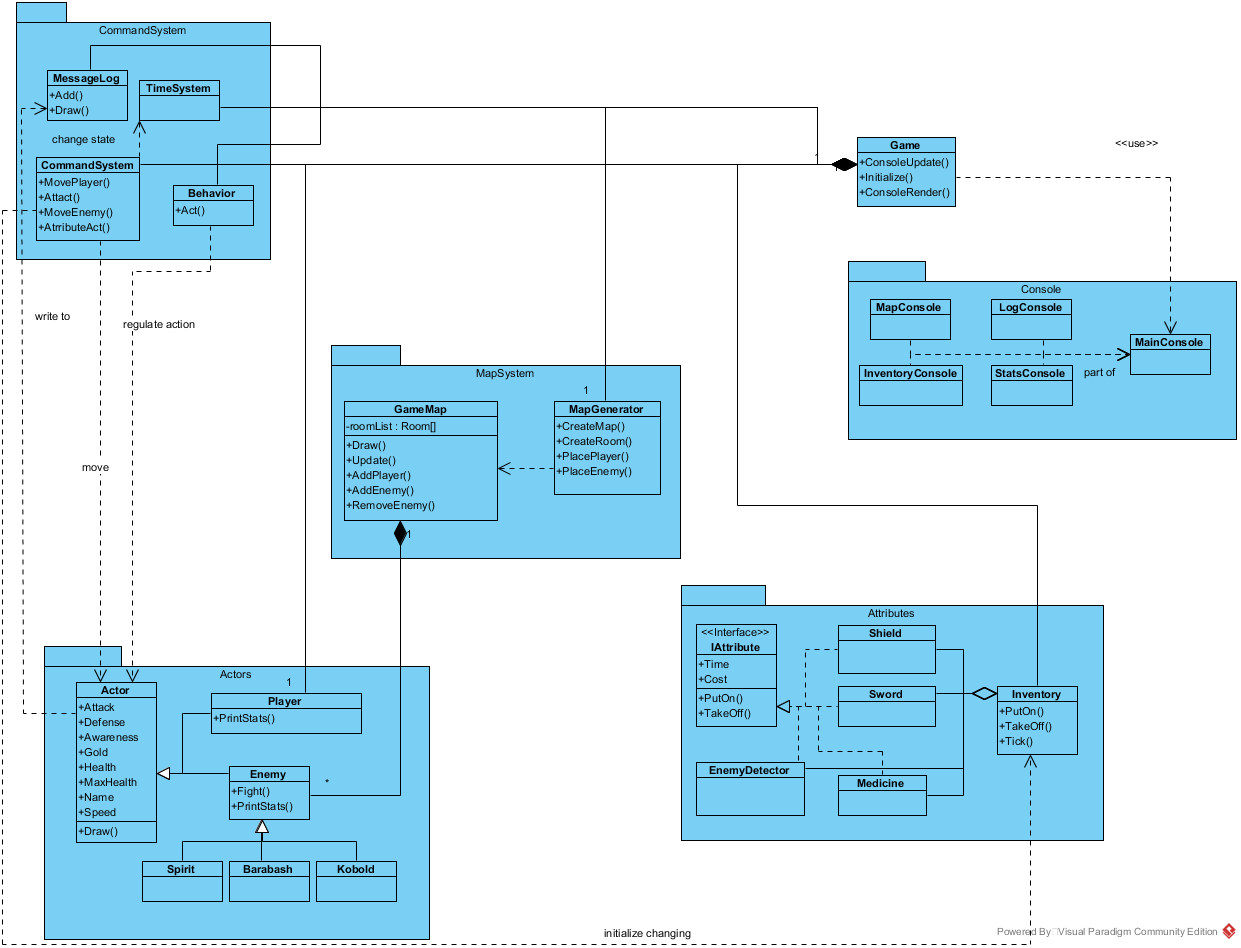 CommandSystem
MessageLog
+Add()
+Draw()
TimeSystem
change state
CommandSystem
+MovePlayer()
+Attact()
+MoveEnemy()
+AtrributeAct()
Behavior
+Act()
Game
+ConsoleUpdate()
+Initialize()
+ConsoleRender()
<<use>>
write to
regulate action
move
Console
MapConsole
LogConsole
MainConsole
InventoryConsole
StatsConsole
part of
MapSystem
GameMap
-roomList : Room[]
+Draw()
+Update()
+AddPlayer()
+AddEnemy()
+RemoveEnemy()
1
1
MapGenerator
+CreateMap()
+CreateRoom()
+PlacePlayer()
+PlaceEnemy()
Actors
Actor
+Attack
+Defense
+Awareness
+Gold
+Health
+MaxHealth
+Name
+Speed
+Draw()
1
Player
+PrintStats()
Enemy
+Fight()
+PrintStats()
*
Spirit
Barabash
Kobold
Attributes
<<Interface>>
IAttribute
+Time
+Cost
+PutOn()
+TakeOff()
Shield
Sword
EnemyDetector
Medicine
Inventory
+PutOn()
+TakeOff()
+Tick()
initialize changing
Powered By Visual Paradigm Community Edition